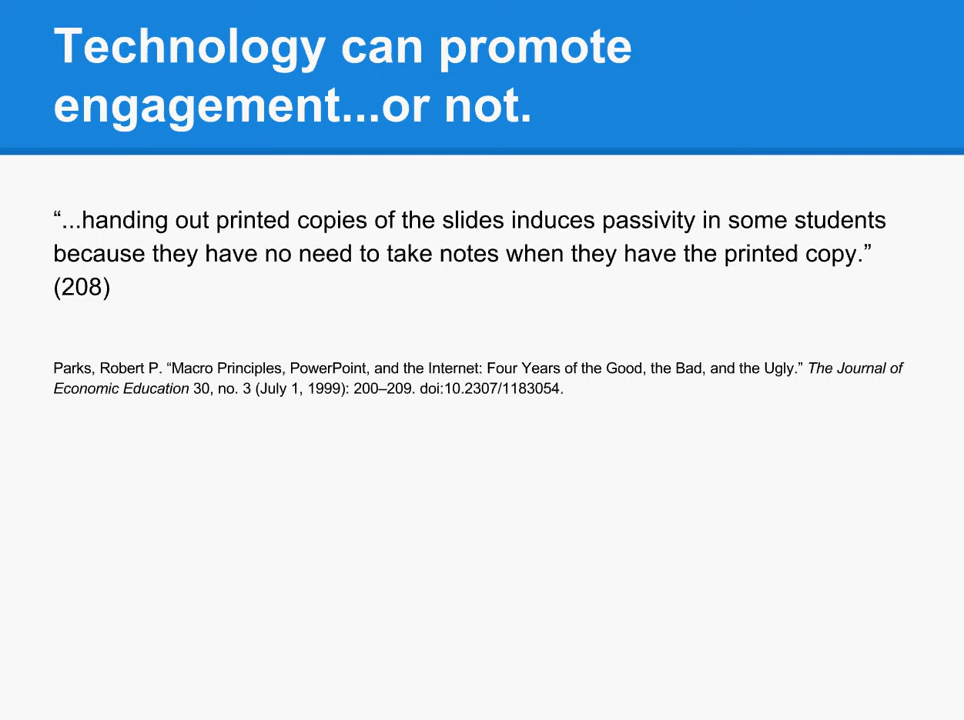 Technology can promote
engagement...or not.
“...handing out printed copies of the slides induces passivity in some students
because they have no need to take notes when they have the printed copy.”
(208)
Parks, Robert P. “Macro Principles, PowerPoint, and the Internet: Four Years of the Good, the Bad, and the Ugly.” The Journal of
Economic Education 30, no. 3 (July 1, 1999): 200–209. doi:10.2307/1183054.